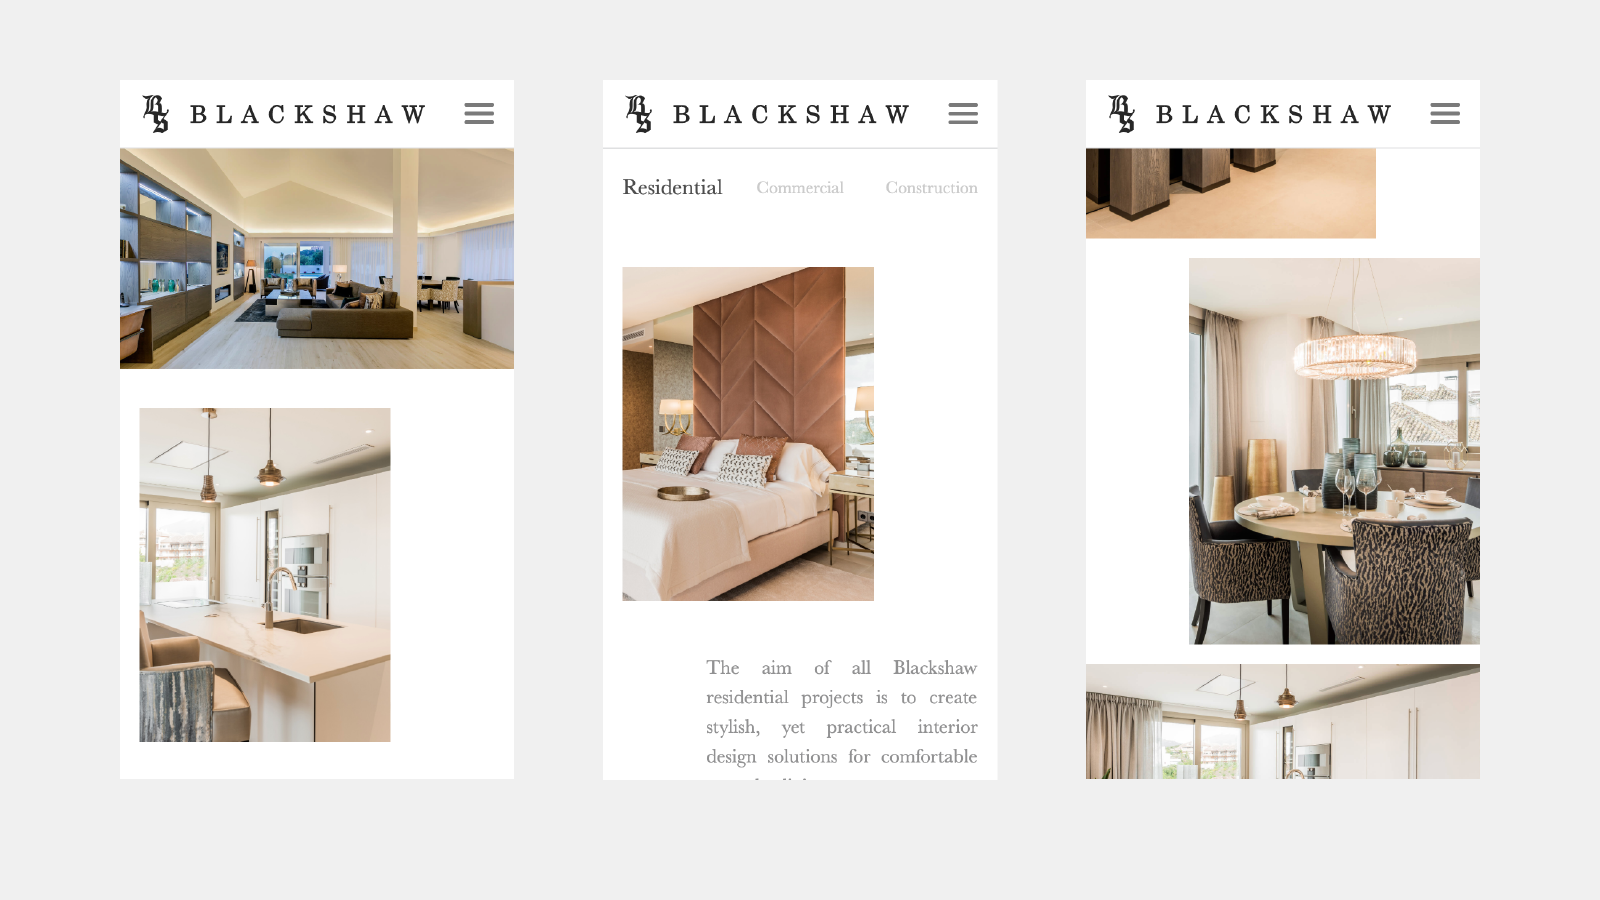 BS BLACKSHAW
BS BLACKSHAW
Residential Commercial Construction
The aim of all Blackshaw
residential projects is to create
stylish, yet practical interior
design solutions for comfortable
BS BLACKSHAW